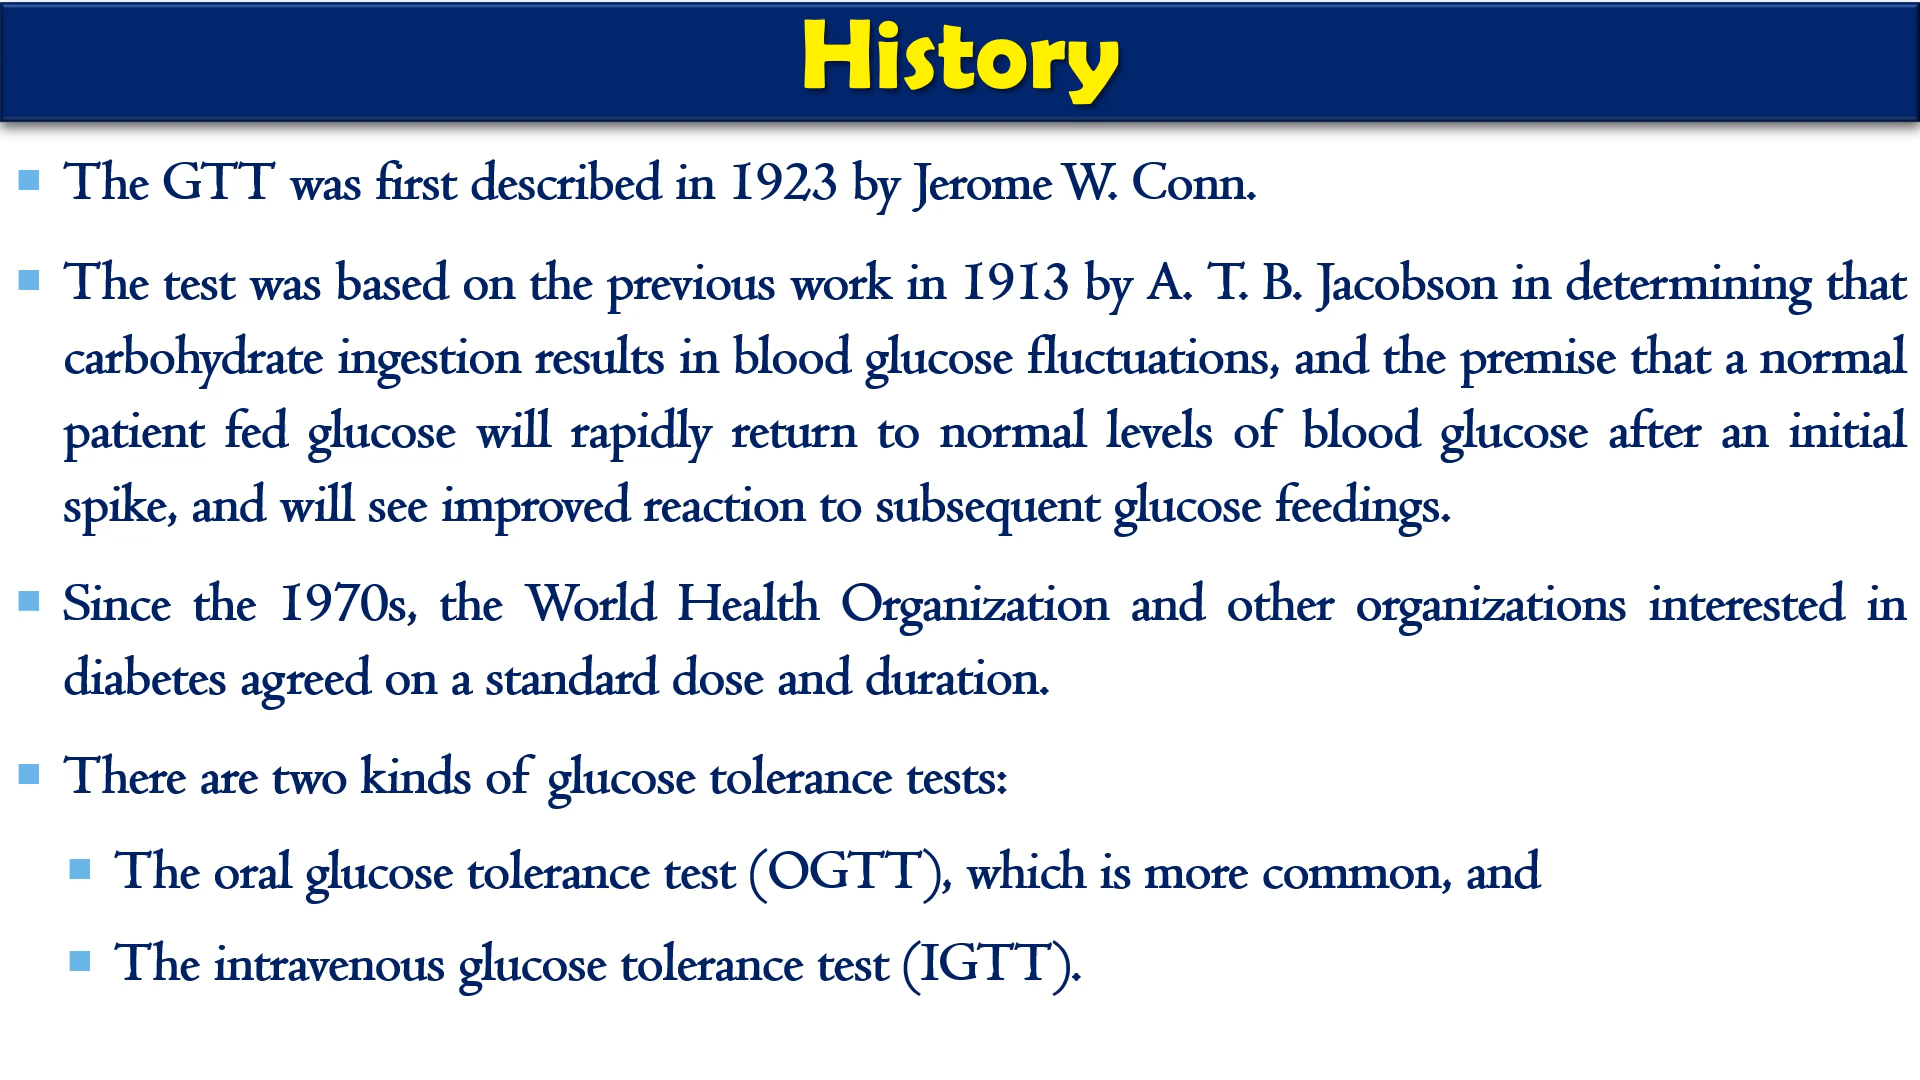 History
The GTT was first described in 1923 by Jerome W. Conn.
The test was based on the previous work in 1913 by A. T. B. Jacobson in determining that
carbohydrate ingestion results in blood glucose fluctuations, and the premise that a normal
patient fed glucose will rapidly return to normal levels of blood glucose after an initial
spike, and will see improved reaction to subsequent glucose feedings.
Since the 1970s, the World Health Organization and other organizations interested in
diabetes agreed on a standard dose and duration.
There are two kinds of glucose tolerance tests:
The oral glucose tolerance test (OGTT), which is more common, and
The intravenous glucose tolerance test (IGTT).